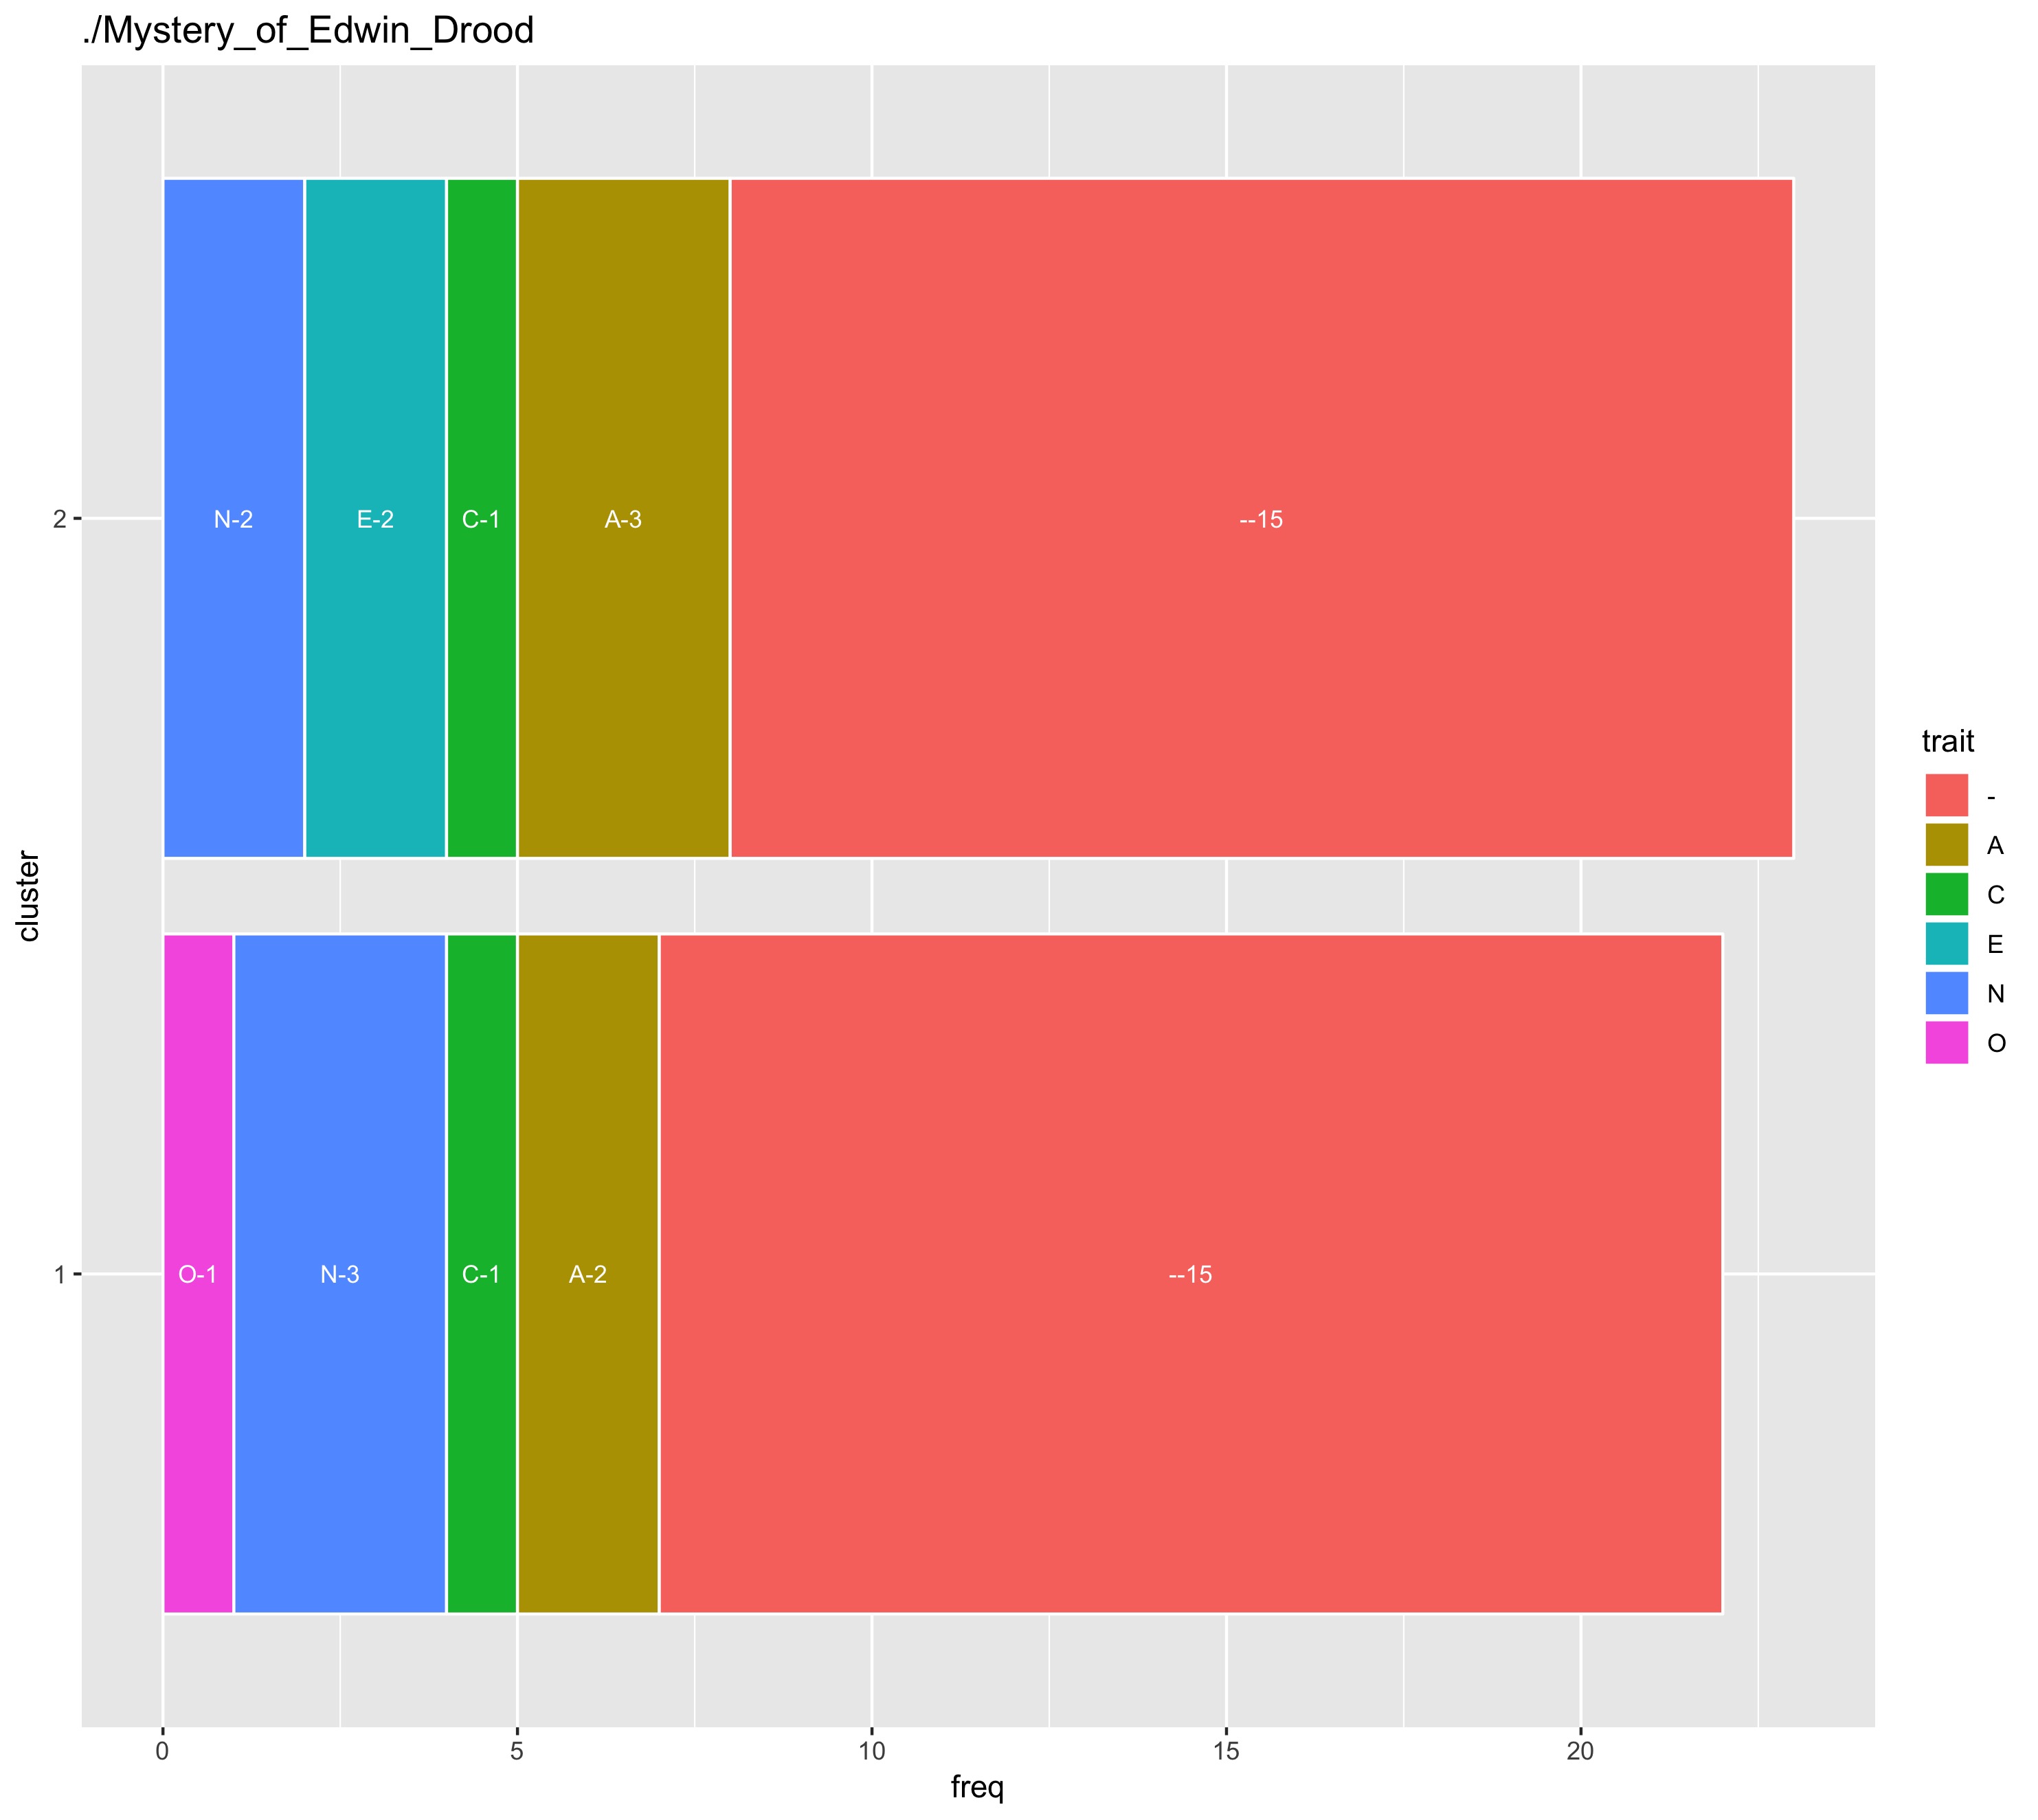 ./Mystery_of_Edwin_Drood
cluster
2
N-2 E-2 C-1 A-3 --15
1
O-1 N-3 C-1 A-2 --15
0 5 10 15 20
freq
trait
-
A
C
E
N
O